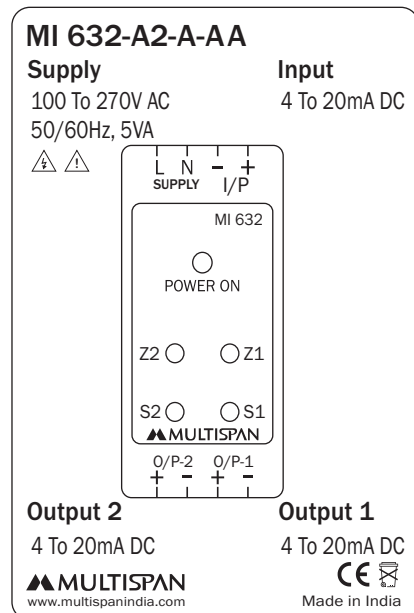 MI 632-A2-A-AA
Supply Input
100 To 270V AC 4 To 20mA DC
50/60Hz, 5VA
L N - +
SUPPLY I/P
MI 632
POWER ON
Z2 Z1
S2 S1
MULTISPAN
O/P-2 O/P-1
+ - + -
Output 2 Output 1
4 To 20mA DC 4 To 20mA DC
MULTISPAN CE
www.multispanindia.com Made in India